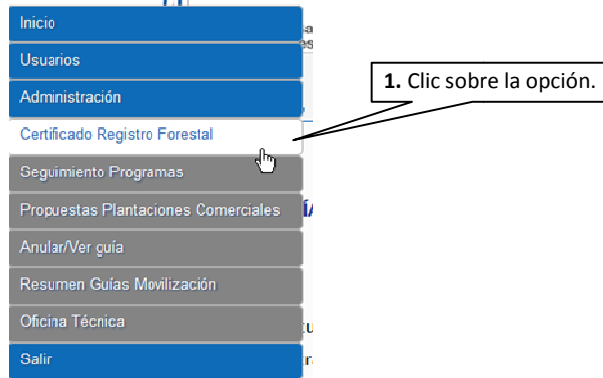 Inicio
Usuarios
Administración
1. Clic sobre la opción.
Certificado Registro Forestal
Seguimiento Programas
Propuestas Plantaciones Comerciales
Anular/Ver guía
Resumen Guías Movilización
Oficina Técnica
Salir